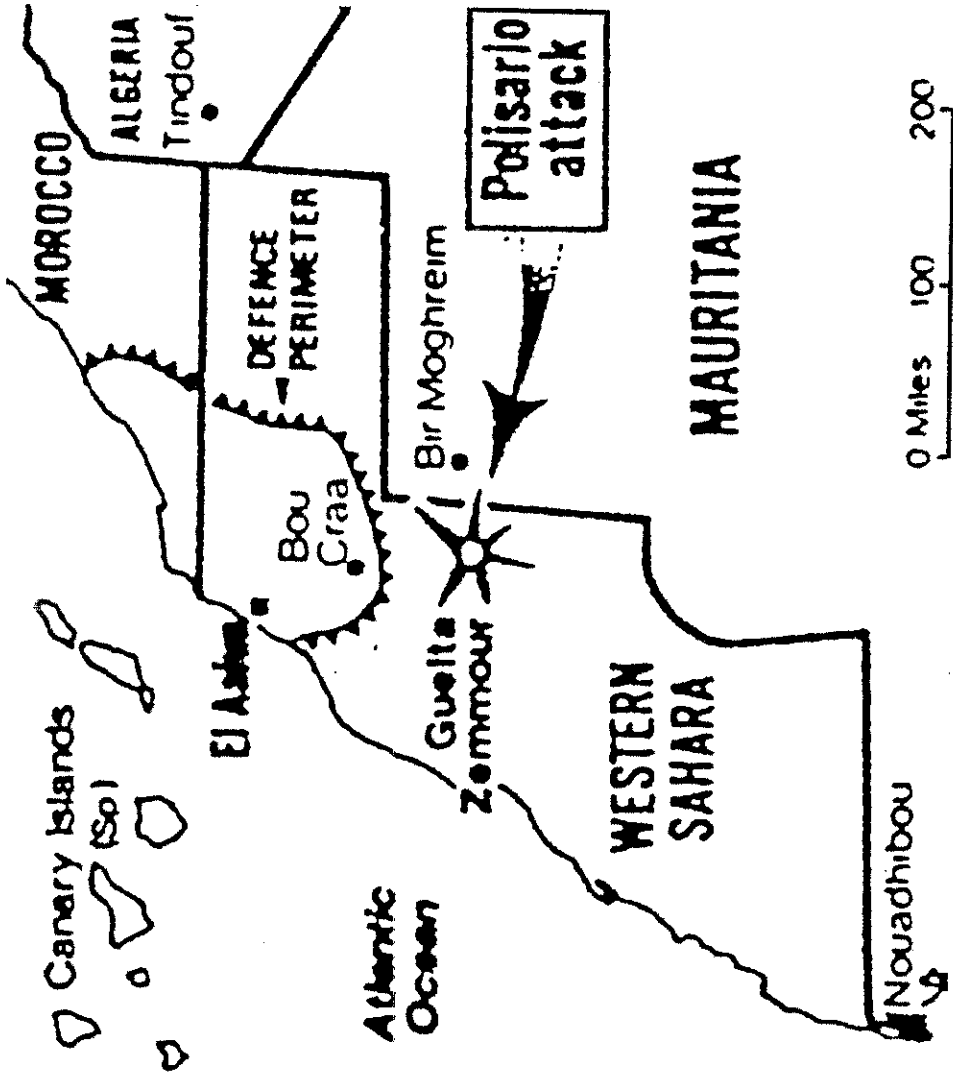 Canary Islands
(Sp)
MOROCCO
ALGERIA
Tindouf
El Aaiun
DEFENCE
PERIMETER
Bou
Craa
Atlantic
Ocean
Guelta
Zemmour
Bir Moghreim
Polisario
attack
WESTERN
SAHARA
MAURITANIA
Nouadhibou
0 Miles 100 200